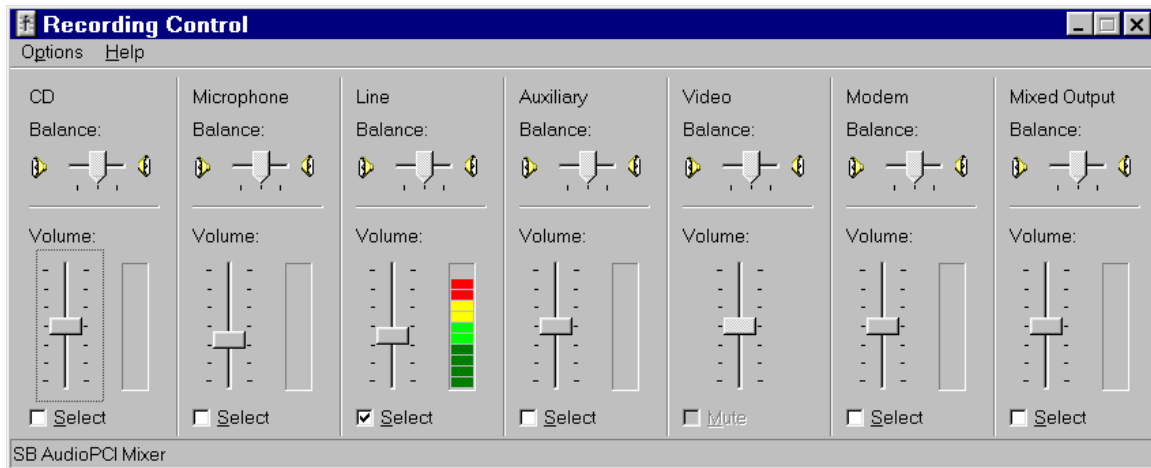 Recording Control
Options Help
CD Microphone Line Auxiliary Video Modem Mixed Output
Balance: Balance: Balance: Balance: Balance: Balance: Balance:
Volume: Volume: Volume: Volume: Volume: Volume: Volume:
Select Select Select Select Mute Select Select
SB AudioPCI Mixer